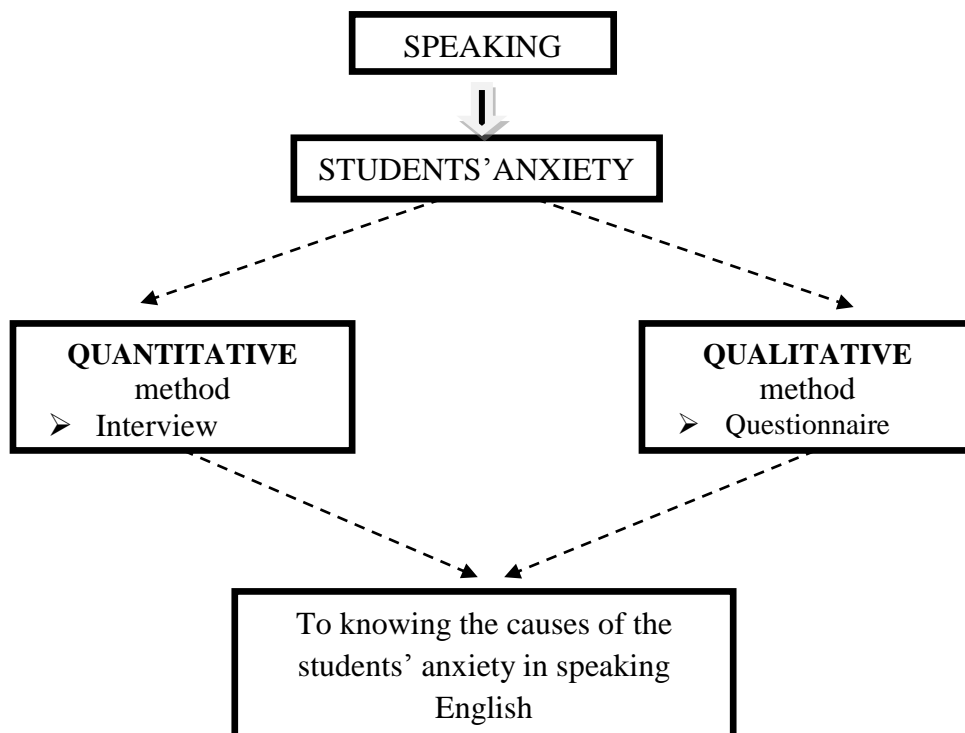 SPEAKING
STUDENTS’ANXIETY
QUANTITATIVE
method
➢ Interview
QUALITATIVE
method
➢ Questionnaire
To knowing the causes of the
students’ anxiety in speaking
English